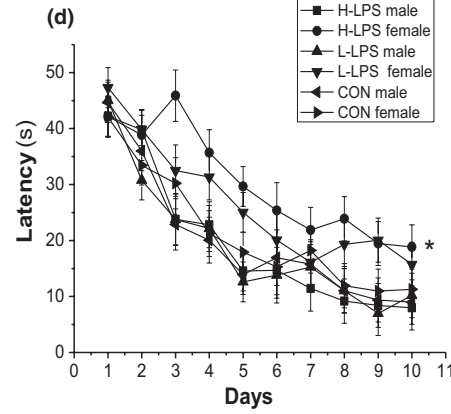 (d)
H-LPS male
H-LPS female
L-LPS male
L-LPS female
CON male
CON female
Latency (s)
50
40
30
20
10
0
*
0 1 2 3 4 5 6 7 8 9 10 11
Days